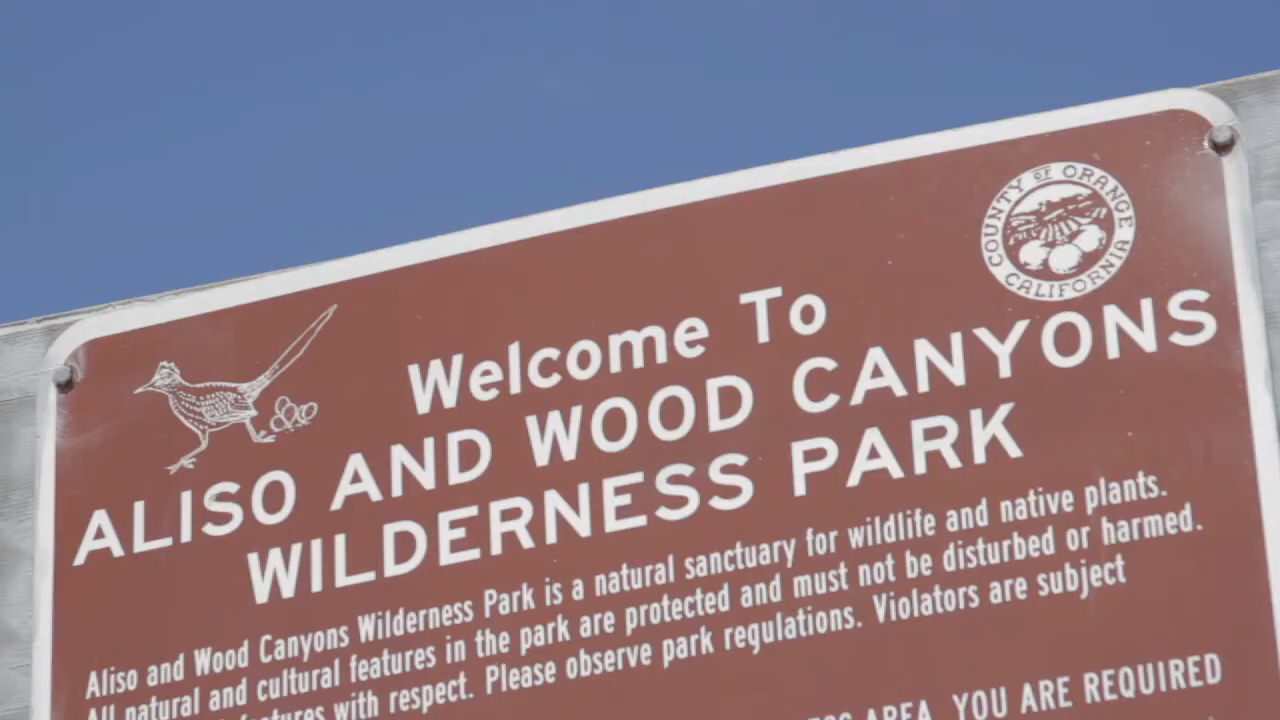 COUNTY OF ORANGE
CALIFORNIA
Welcome To
ALISO AND WOOD CANYONS
WILDERNESS PARK
Aliso and Wood Canyons Wilderness Park is a natural sanctuary for wildlife and native plants.
All natural and cultural features in the park are protected and must not be disturbed or harmed.
features with respect. Please observe park regulations. Violators are subject
AREA, YOU ARE REQUIRED